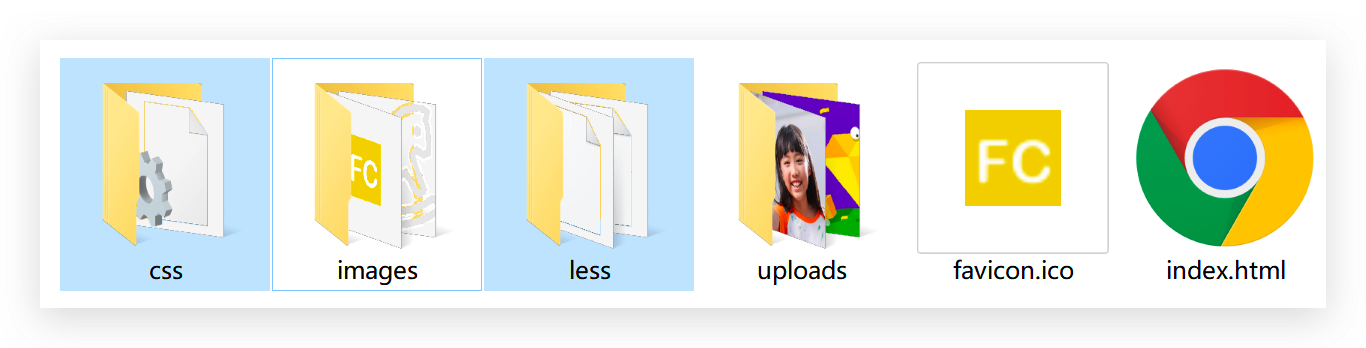 FC
FC
css
images
less
uploads
favicon.ico
index.html